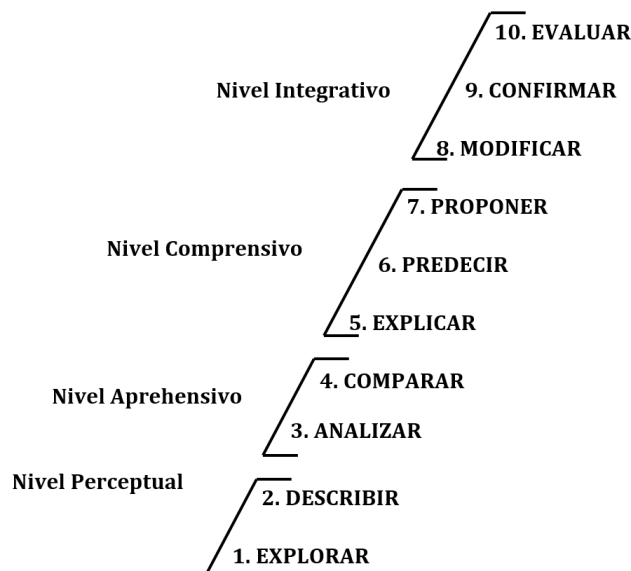 10. EVALUAR
Nivel Integrativo
9. CONFIRMAR
8. MODIFICAR
7. PROPONER
Nivel Comprensivo
6. PREDECIR
5. EXPLICAR
4. COMPARAR
Nivel Aprehensivo
3. ANALIZAR
Nivel Perceptual
2. DESCRIBIR
1. EXPLORAR